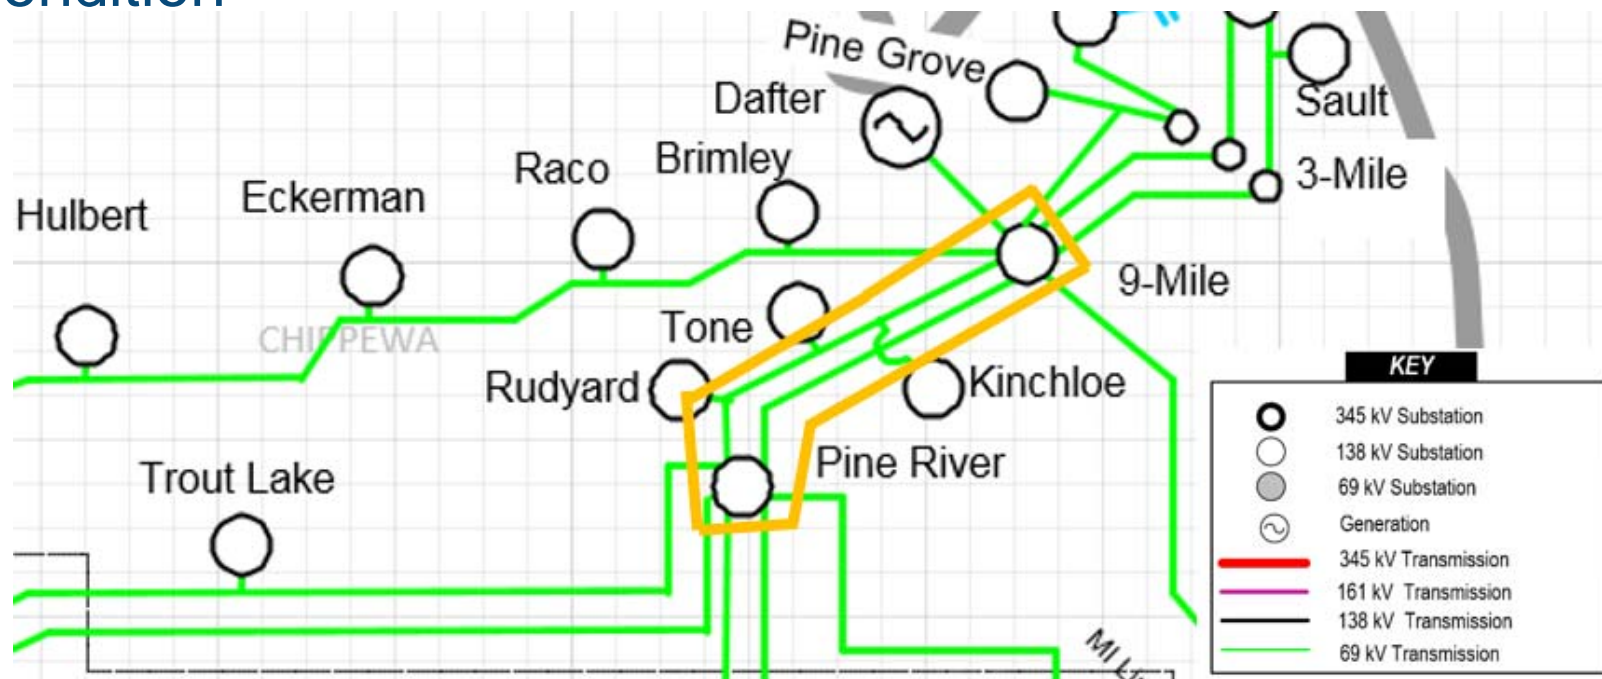 Pine Grove
Dafter
Sault
Brimley
Raco
3-Mile
Eckerman
Hulbert
9-Mile
Tone
CHIPPEWA
Rudyard
Kinchloe
Pine River
Trout Lake
KEY
345 kV Substation
138 kV Substation
69 kV Substation
Generation
345 kV Transmission
161 kV Transmission
138 kV Transmission
69 kV Transmission
MI